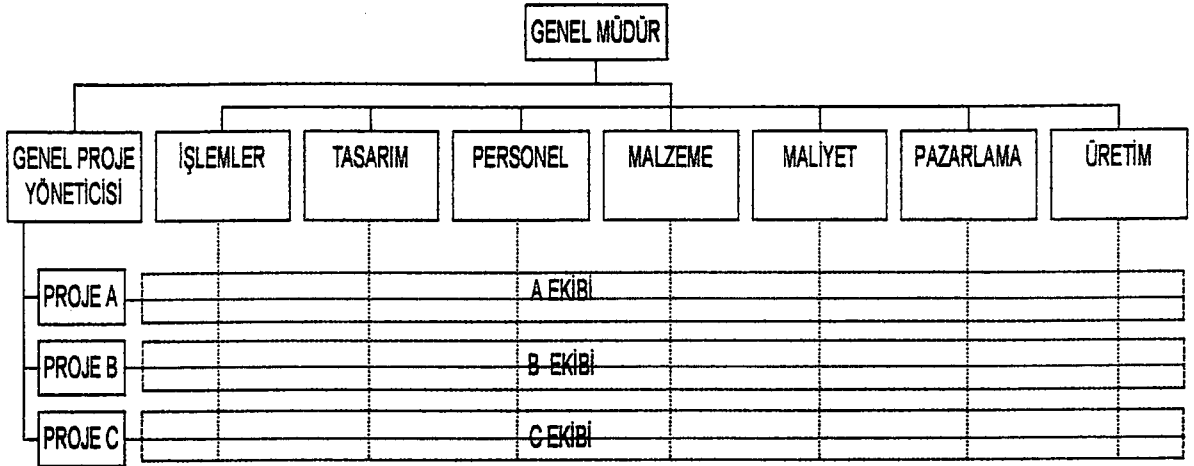 GENEL MÜDÜR
GENEL PROJE
YÖNETİCİSİ
İŞLEMLER
TASARIM
PERSONEL
MALZEME
MALİYET
PAZARLAMA
ÜRETİM
PROJE A
A EKİBİ
PROJE B
B EKİBİ
PROJE C
C EKİBİ